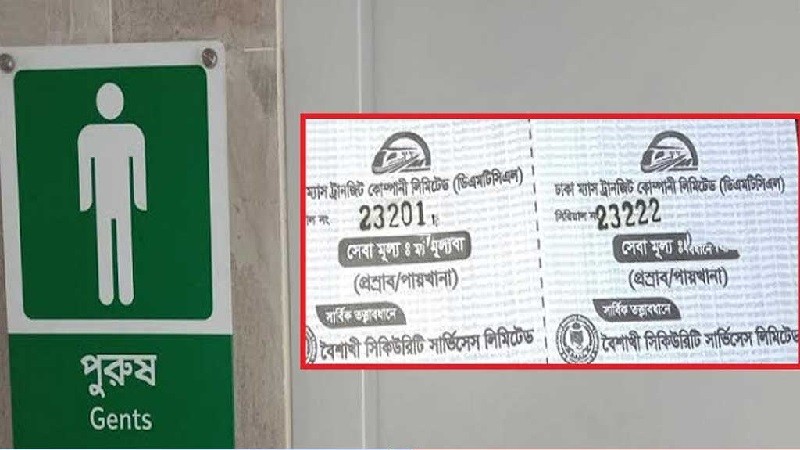 পুরুষ
Gents
ম্যাস ট্রানজিট কোম্পানী লিমিটেড (ডিএমটিসিএল)
নং 23201
সেবা মূল্য ঃ
(প্রস্রাব/পায়খানা)
সার্বিক তত্ত্বাবধানে
বৈশাখী সিকিউরিটি সার্ভিসেস লিমিটেড
ঢাকা ম্যাস ট্রানজিট কোম্পানী লিমিটেড (ডিএমটিসিএল)
সিরিয়াল নং 23222
সেবা মূল্য ঃ
(প্রস্রাব/পায়খানা)
সার্বিক তত্ত্বাবধানে
বৈশাখী সিকিউরিটি সার্ভিসেস লিমিটেড